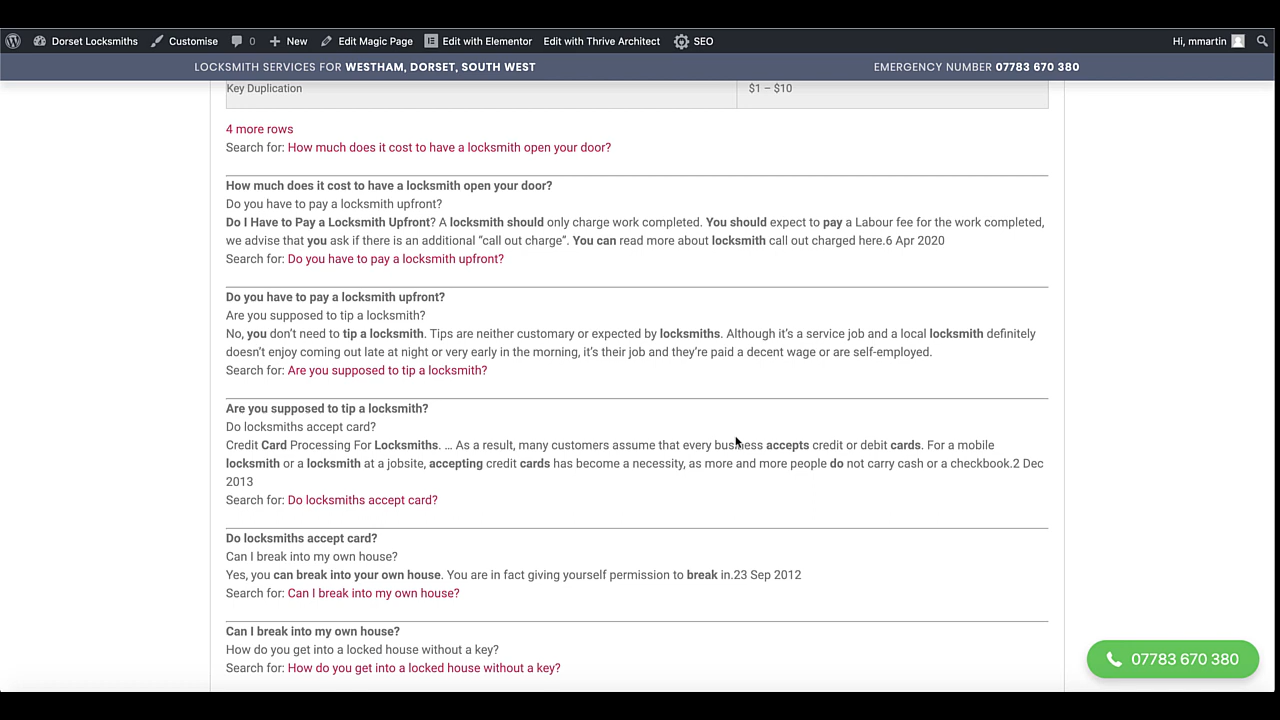 Dorset Locksmiths Customise 0 New Edit Magic Page Edit with Elementor Edit with Thrive Architect SEO Hi, mmartin
LOCKSMITH SERVICES FOR WESTHAM, DORSET, SOUTH WEST EMERGENCY NUMBER 07783 670 380
Key Duplication $1 – $10
4 more rows
Search for: How much does it cost to have a locksmith open your door?
How much does it cost to have a locksmith open your door?
Do you have to pay a locksmith upfront?
Do I Have to Pay a Locksmith Upfront? A locksmith should only charge work completed. You should expect to pay a Labour fee for the work completed,
we advise that you ask if there is an additional “call out charge”. You can read more about locksmith call out charged here.6 Apr 2020
Search for: Do you have to pay a locksmith upfront?
Do you have to pay a locksmith upfront?
Are you supposed to tip a locksmith?
No, you don’t need to tip a locksmith. Tips are neither customary or expected by locksmiths. Although it’s a service job and a local locksmith definitely
doesn’t enjoy coming out late at night or very early in the morning, it’s their job and they’re paid a decent wage or are self-employed.
Search for: Are you supposed to tip a locksmith?
Are you supposed to tip a locksmith?
Do locksmiths accept card?
Credit Card Processing For Locksmiths. … As a result, many customers assume that every business accepts credit or debit cards. For a mobile
locksmith or a locksmith at a jobsite, accepting credit cards has become a necessity, as more and more people do not carry cash or a checkbook.2 Dec
2013
Search for: Do locksmiths accept card?
Do locksmiths accept card?
Can I break into my own house?
Yes, you can break into your own house. You are in fact giving yourself permission to break in.23 Sep 2012
Search for: Can I break into my own house?
Can I break into my own house?
How do you get into a locked house without a key?
Search for: How do you get into a locked house without a key?
07783 670 380